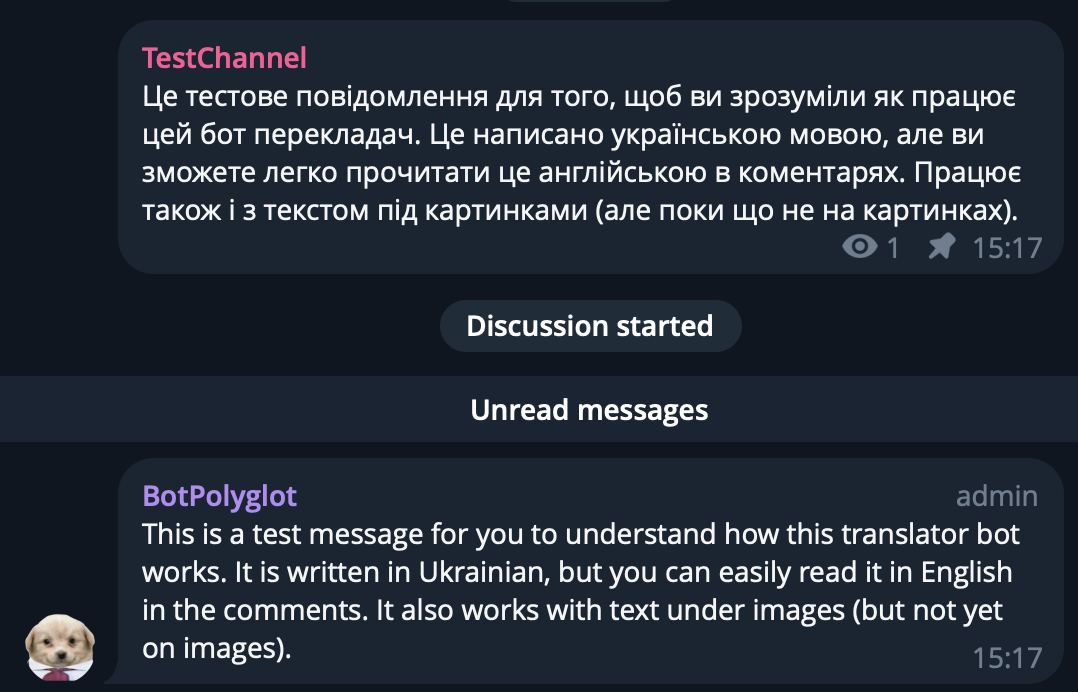 TestChannel
Це тестове повідомлення для того, щоб ви зрозуміли як працює
цей бот перекладач. Це написано українською мовою, але ви
зможете легко прочитати це англійською в коментарях. Працює
також і з текстом під картинками (але поки що не на картинках).
1 15:17
Discussion started
Unread messages
BotPolyglot admin
This is a test message for you to understand how this translator bot
works. It is written in Ukrainian, but you can easily read it in English
in the comments. It also works with text under images (but not yet
on images).
15:17